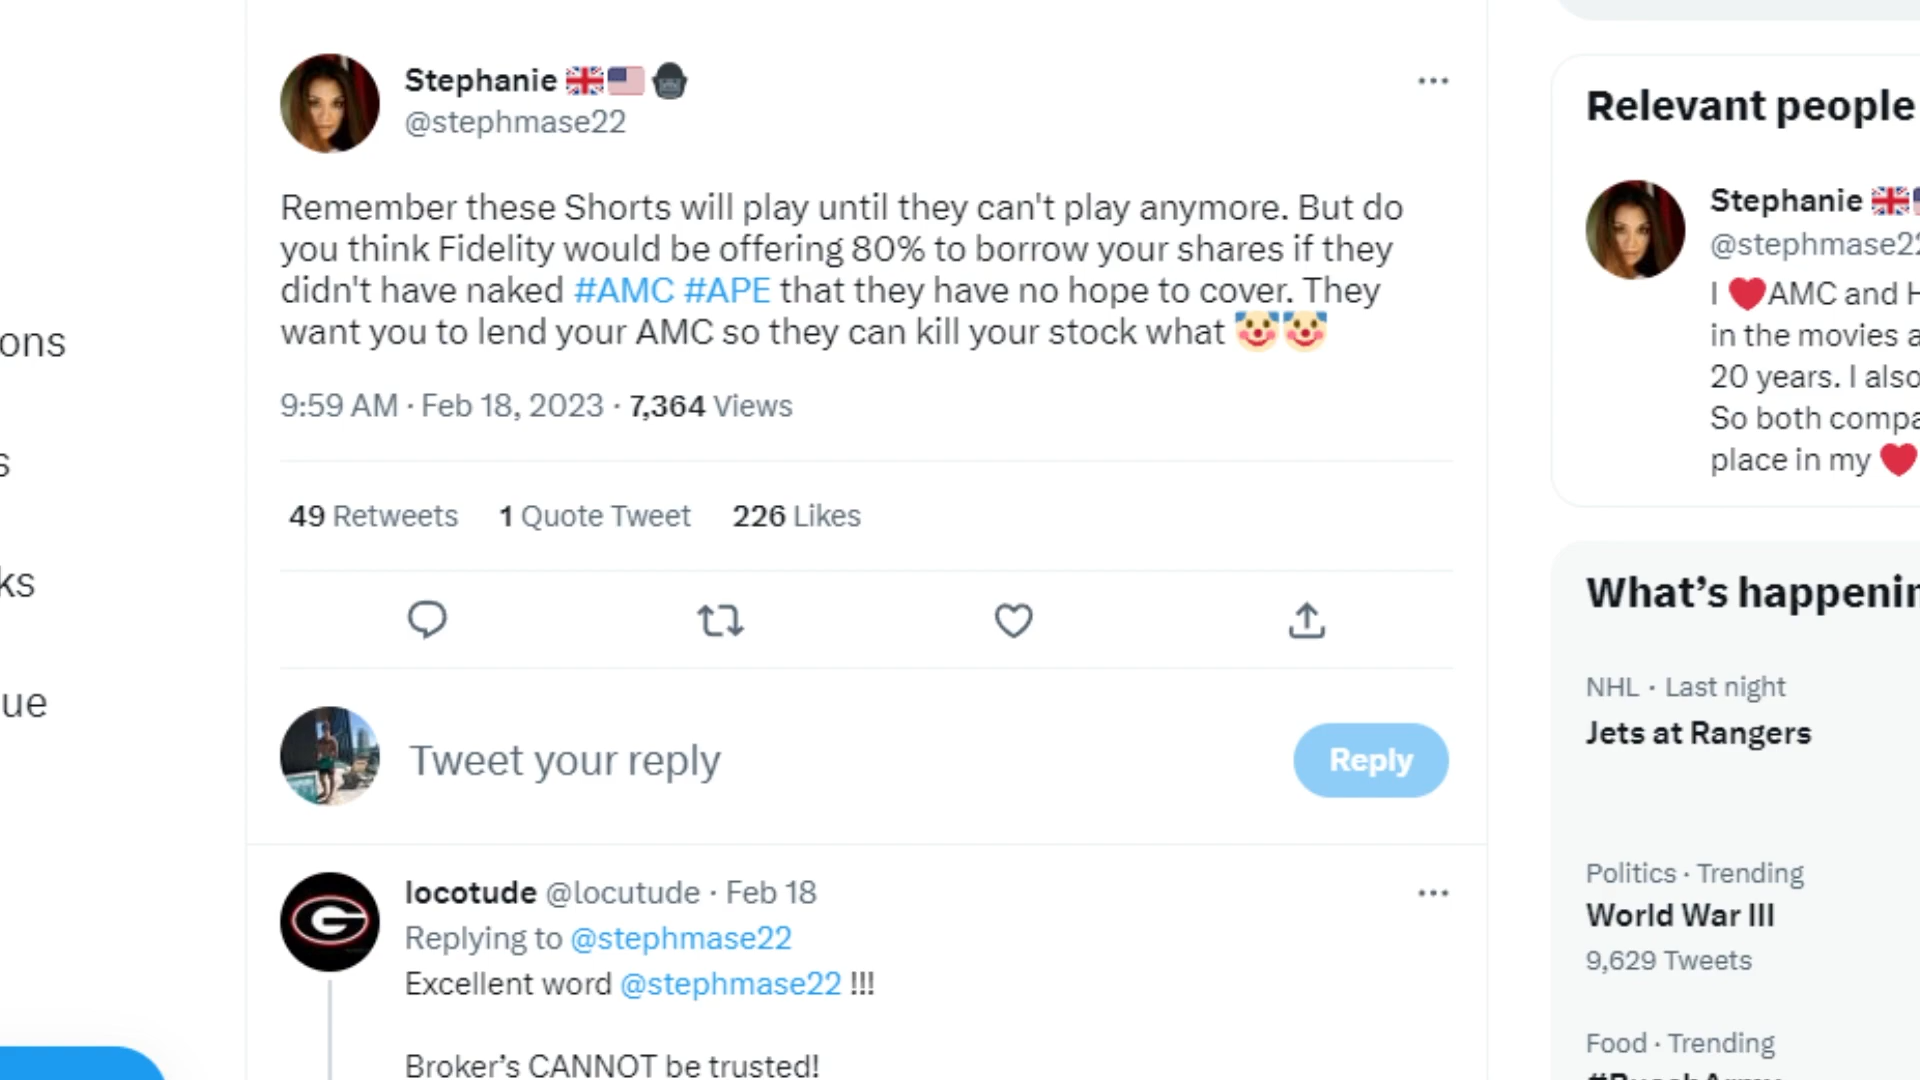 Stephanie
@stephmase22
Remember these Shorts will play until they can't play anymore. But do
you think Fidelity would be offering 80% to borrow your shares if they
didn't have naked #AMC #APE that they have no hope to cover. They
want you to lend your AMC so they can kill your stock what 🤡🤡
9:59 AM · Feb 18, 2023 · 7,364 Views
49 Retweets 1 Quote Tweet 226 Likes
Tweet your reply
Reply
locotude @locutude · Feb 18
Replying to @stephmase22
Excellent word @stephmase22 !!!
Broker’s CANNOT be trusted!
ons
s
ks
ue
Relevant people
Stephanie
@stephmase22
I ❤️AMC and H
in the movies a
20 years. I also
So both compa
place in my ❤️
What’s happenin
NHL · Last night
Jets at Rangers
Politics · Trending
World War III
9,629 Tweets
Food · Trending